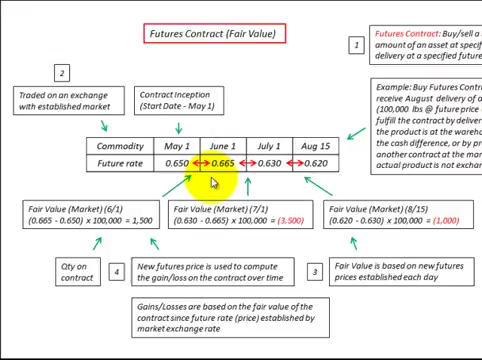 Futures Contract (Fair Value)
1
Futures Contract: Buy/sell a
amount of an asset at specif
delivery at a specified future
2
Traded on an exchange
with established market
Contract Inception
(Start Date - May 1)
Example: Buy Futures Contr
receive August delivery of a
(100,000 lbs @ future price
fulfill the contract by deliver
the product is at the wareho
the cash difference, or by pr
another contract at the mar
actual product is not exchan
Commodity May 1 June 1 July 1 Aug 15
Future rate 0.650 0.665 0.630 0.620
Fair Value (Market) (6/1)
(0.665 - 0.650) x 100,000 = 1,500
Fair Value (Market) (7/1)
(0.630 - 0.665) x 100,000 = (3,500)
Fair Value (Market) (8/15)
(0.620 - 0.630) x 100,000 = (1,000)
Qty on
contract
4
New futures price is used to compute
the gain/loss on the contract over time
3
Fair Value is based on new futures
prices established each day
Gains/Losses are based on the fair value of the
contract since future rate (price) established by
market exchange rate